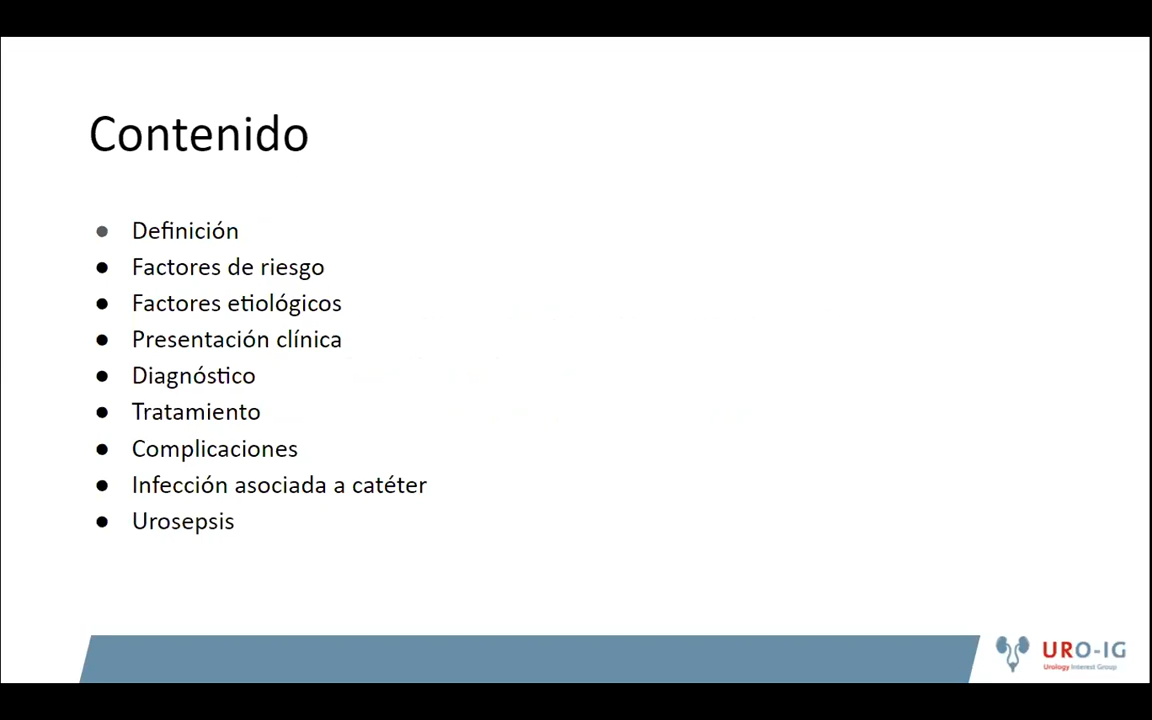 Contenido
● Definición
● Factores de riesgo
● Factores etiológicos
● Presentación clínica
● Diagnóstico
● Tratamiento
● Complicaciones
● Infección asociada a catéter
● Urosepsis
URO-IG
Urology Interest Group